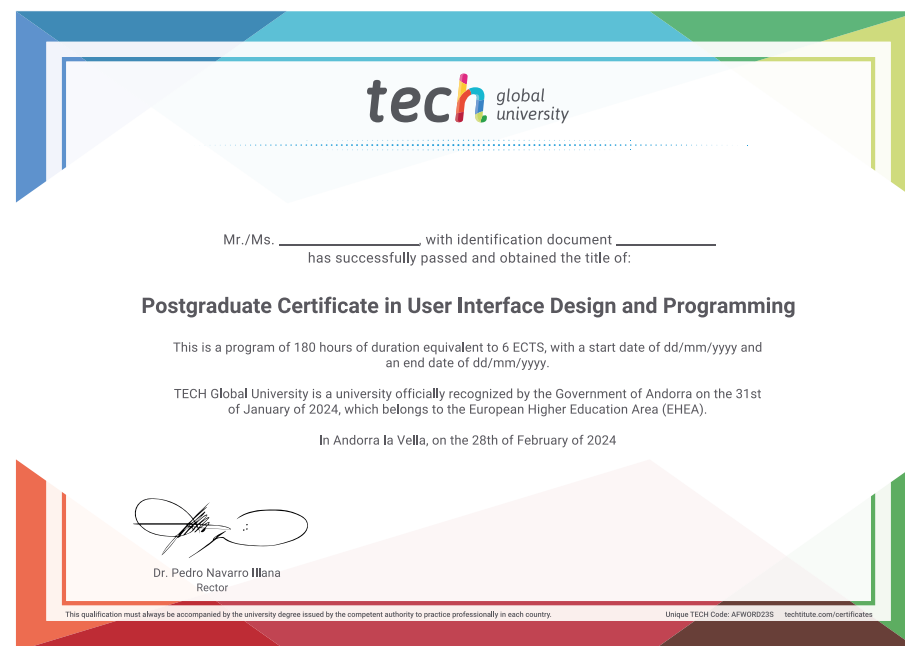 tech global
university
Mr./Ms. ____________, with identification document ____________
has successfully passed and obtained the title of:
Postgraduate Certificate in User Interface Design and Programming
This is a program of 180 hours of duration equivalent to 6 ECTS, with a start date of dd/mm/yyyy and
an end date of dd/mm/yyyy.
TECH Global University is a university officially recognized by the Government of Andorra on the 31st
of January of 2024, which belongs to the European Higher Education Area (EHEA).
In Andorra la Vella, on the 28th of February of 2024
Dr. Pedro Navarro Illana
Rector
This qualification must always be accompanied by the university degree issued by the competent authority to practice professionally in each country.
Unique TECH Code: AFWORD23S techtitute.com/certificates